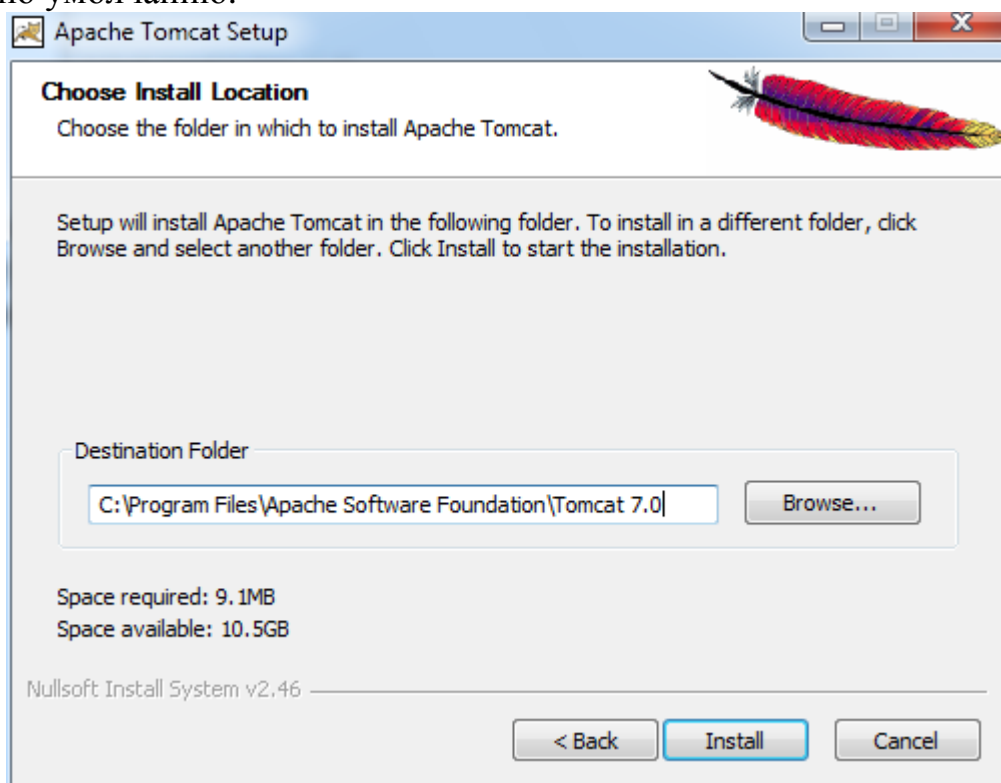 по умолчанию.
Apache Tomcat Setup
Choose Install Location
Choose the folder in which to install Apache Tomcat.
Setup will install Apache Tomcat in the following folder. To install in a different folder, click
Browse and select another folder. Click Install to start the installation.
Destination Folder
C:\Program Files\Apache Software Foundation\Tomcat 7.0
Browse...
Space required: 9.1MB
Space available: 10.5GB
Nullsoft Install System v2.46
< Back
Install
Cancel